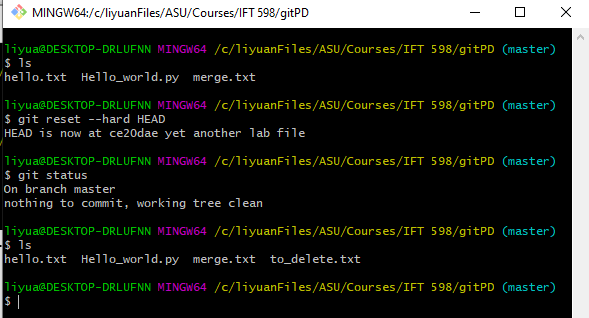 MINGW64:/c/liyuanFiles/ASU/Courses/IFT 598/gitPD
liyua@DESKTOP-DRLUFNN MINGW64 /c/liyuanFiles/ASU/Courses/IFT 598/gitPD (master)
$ ls
hello.txt  Hello_world.py  merge.txt
liyua@DESKTOP-DRLUFNN MINGW64 /c/liyuanFiles/ASU/Courses/IFT 598/gitPD (master)
$ git reset --hard HEAD
HEAD is now at ce20dae yet another lab file
liyua@DESKTOP-DRLUFNN MINGW64 /c/liyuanFiles/ASU/Courses/IFT 598/gitPD (master)
$ git status
On branch master
nothing to commit, working tree clean
liyua@DESKTOP-DRLUFNN MINGW64 /c/liyuanFiles/ASU/Courses/IFT 598/gitPD (master)
$ ls
hello.txt  Hello_world.py  merge.txt  to_delete.txt
liyua@DESKTOP-DRLUFNN MINGW64 /c/liyuanFiles/ASU/Courses/IFT 598/gitPD (master)
$